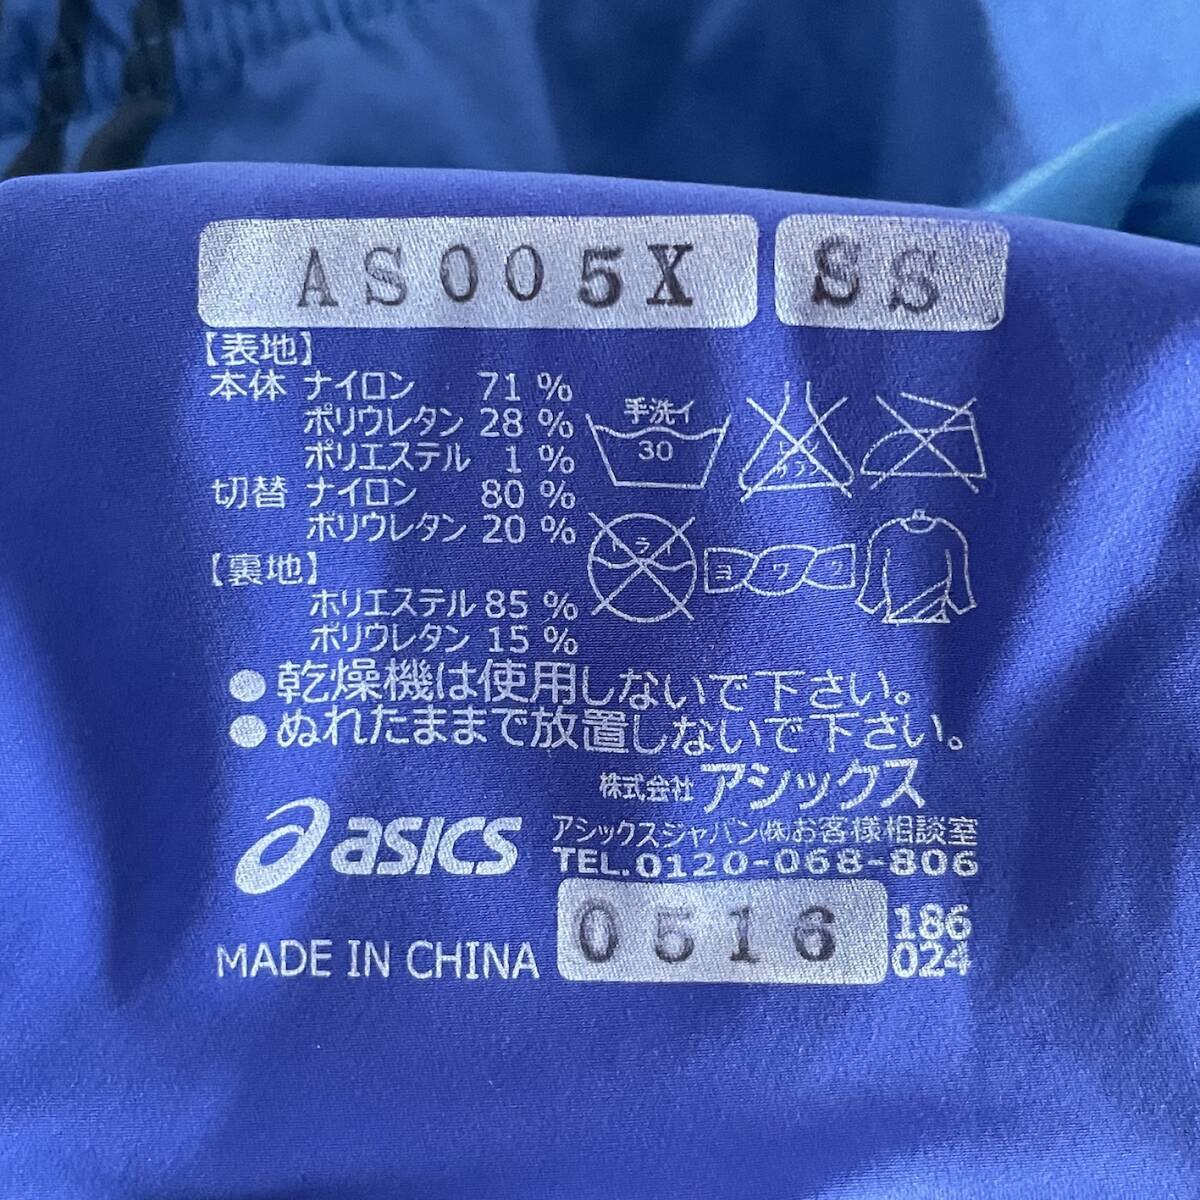 AS005X SS
【表地】
本体 ナイロン 71 %
ポリウレタン 28 %
ポリエステル 1 %
切替 ナイロン 80 %
ポリウレタン 20 %
【裏地】
ホリエステル 85 %
ポリウレタン 15 %
手洗イ
30
ドライ
ヨワク
●乾燥機は使用しないで下さい。
●ぬれたままで放置しないで下さい。
株式会社 アシックス
asics
アシックスジャパン(株)お客様相談室
TEL.0120-068-806
MADE IN CHINA
0516
186
024